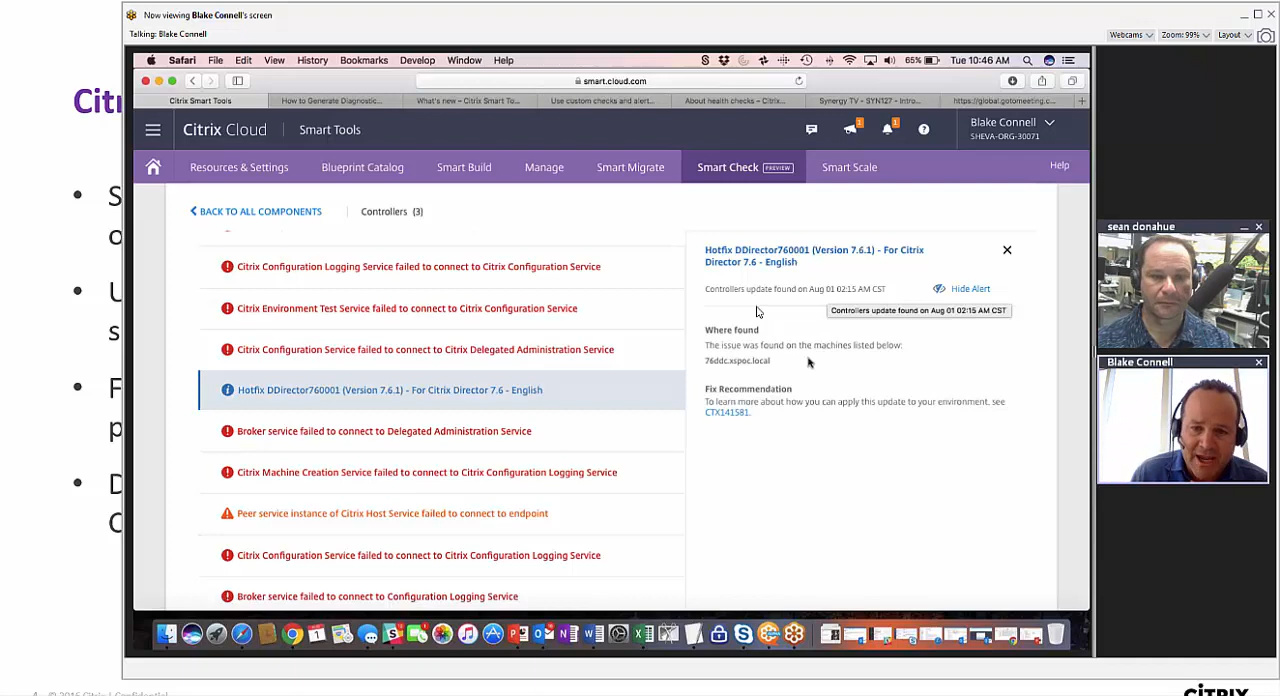 Now viewing Blake Connell's screen
Talking: Blake Connell
Webcams Zoom: 99% Layout
Safari File Edit View History Bookmarks Develop Window Help 65% Tue 10:46 AM
smart.cloud.com
Citrix Smart Tools How to Generate Diagnostic... What's new – Citrix Smart To... Use custom checks and alert... About health checks – Citrix... Synergy TV - SYN127 - Intro... https://global.gotomeeting.c...
Citrix Cloud Smart Tools 1 1 Blake Connell
SHEVA-ORG-30071
Resources & Settings Blueprint Catalog Smart Build Manage Smart Migrate Smart Check PREVIEW Smart Scale Help
BACK TO ALL COMPONENTS Controllers (3)
Citrix Configuration Logging Service failed to connect to Citrix Configuration Service
Citrix Environment Test Service failed to connect to Citrix Configuration Service
Citrix Configuration Service failed to connect to Citrix Delegated Administration Service
Hotfix DDirector760001 (Version 7.6.1) - For Citrix Director 7.6 - English
Broker service failed to connect to Delegated Administration Service
Citrix Machine Creation Service failed to connect to Citrix Configuration Logging Service
Peer service instance of Citrix Host Service failed to connect to endpoint
Citrix Configuration Service failed to connect to Citrix Configuration Logging Service
Broker service failed to connect to Configuration Logging Service
Hotfix DDirector760001 (Version 7.6.1) - For Citrix
Director 7.6 - English
Controllers update found on Aug 01 02:15 AM CST Hide Alert
Controllers update found on Aug 01 02:15 AM CST
Where found
The issue was found on the machines listed below:
76ddc.xspoc.local
Fix Recommendation
To learn more about how you can apply this update to your environment, see
CTX141581.
sean donahue
Blake Connell
4 © 2016 Citrix | Confidential
CITRIX